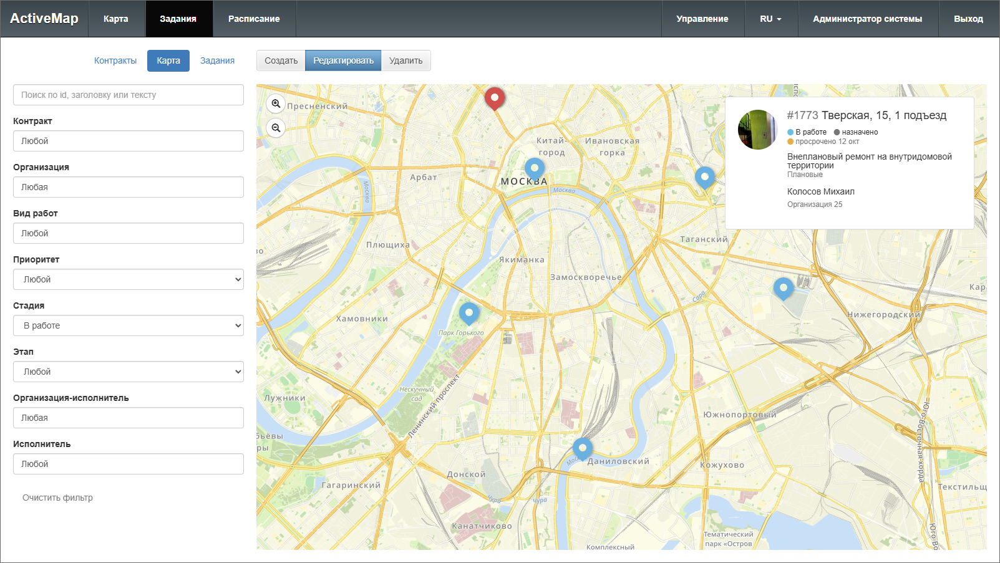 ActiveMap
Карта
Задания
Расписание
Управление
RU
Администратор системы
Выход
Контракты
Карта
Задания
Создать
Редактировать
Удалить
Поиск по id, заголовку или тексту
Контракт
Любой
Организация
Любая
Вид работ
Любой
Приоритет
Любой
Стадия
В работе
Этап
Любой
Организация-исполнитель
Любая
Исполнитель
Любой
Очистить фильтр
#1773 Тверская, 15, 1 подъезд
В работе назначено
просрочено 12 окт
Внеплановый ремонт на внутридомовой
территории
Плановые
Колосов Михаил
Организация 25
Пресненский
Китай-
город
Ивановская
горка
Арбат
МОСКВА
Москва
Москва
Плющиха
Таганский
Якиманка
Замоскворечье
Сара
Кар
Нижегородский
Хамовники
Парк Горького
Нескучный
сад
Ленинский проспект
Лужники
Южнопортовый
Юго-Восточная хорда
бьёвы
ры
Даниловский
Кожухово
Донской
Гагаринский
Чура
Чура
Текстильщ
Канатчиково
Тематический
парк «Остров
Комплексный
Юго-Во